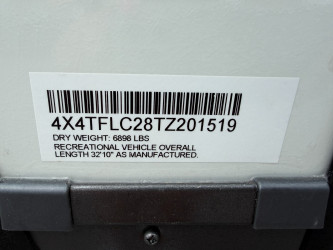 4X4TFLC28TZ201519
DRY WEIGHT: 6898 LBS
RECREATIONAL VEHICLE OVERALL
LENGTH 32'10" AS MANUFACTURED.